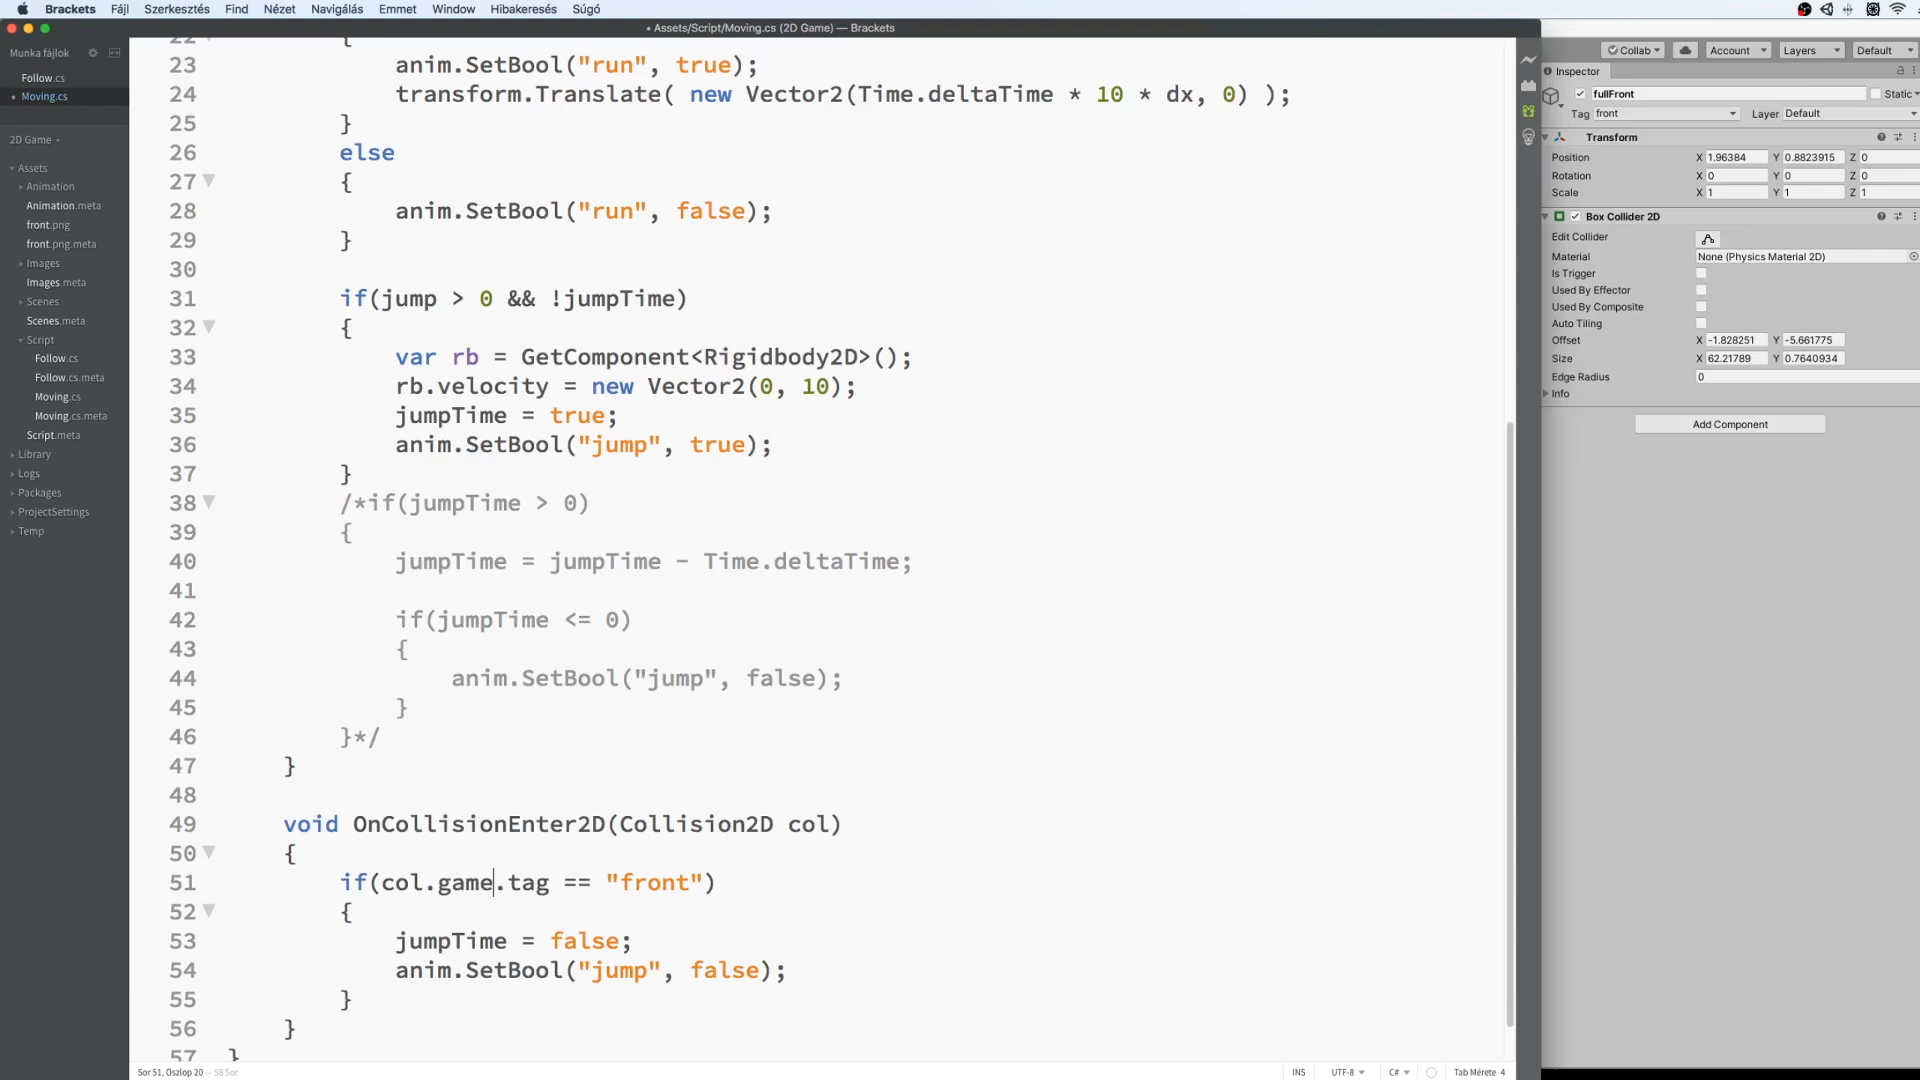 Brackets Fájl Szerkesztés Find Nézet Navigálás Emmet Window Hibakeresés Súgó
• Assets/Script/Moving.cs (2D Game) — Brackets
Munka fájlok
Follow.cs
• Moving.cs
2D Game
Assets
Animation
Animation.meta
front.png
front.png.meta
Images
Images.meta
Scenes
Scenes.meta
Script
Follow.cs
Follow.cs.meta
Moving.cs
Moving.cs.meta
Script.meta
Library
Logs
Packages
ProjectSettings
Temp
22 {
23 anim.SetBool("run", true);
24 transform.Translate( new Vector2(Time.deltaTime * 10 * dx, 0) );
25 }
26 else
27 {
28 anim.SetBool("run", false);
29 }
30
31 if(jump > 0 && !jumpTime)
32 {
33 var rb = GetComponent<Rigidbody2D>();
34 rb.velocity = new Vector2(0, 10);
35 jumpTime = true;
36 anim.SetBool("jump", true);
37 }
38 /*if(jumpTime > 0)
39 {
40 jumpTime = jumpTime - Time.deltaTime;
41
42 if(jumpTime <= 0)
43 {
44 anim.SetBool("jump", false);
45 }
46 }*/
47 }
48
49 void OnCollisionEnter2D(Collision2D col)
50 {
51 if(col.game.tag == "front")
52 {
53 jumpTime = false;
54 anim.SetBool("jump", false);
55 }
56 }
57 }
Sor 51, Oszlop 20 — 58 Sor
INS UTF-8 C# Tab Mérete 4
Collab Account Layers Default
Inspector
fullFront Static
Tag front Layer Default
Transform
Position X 1.96384 Y 0.8823915 Z 0
Rotation X 0 Y 0 Z 0
Scale X 1 Y 1 Z 1
Box Collider 2D
Edit Collider
Material None (Physics Material 2D)
Is Trigger
Used By Effector
Used By Composite
Auto Tiling
Offset X -1.828251 Y -5.661775
Size X 62.21789 Y 0.7640934
Edge Radius 0
Info
Add Component